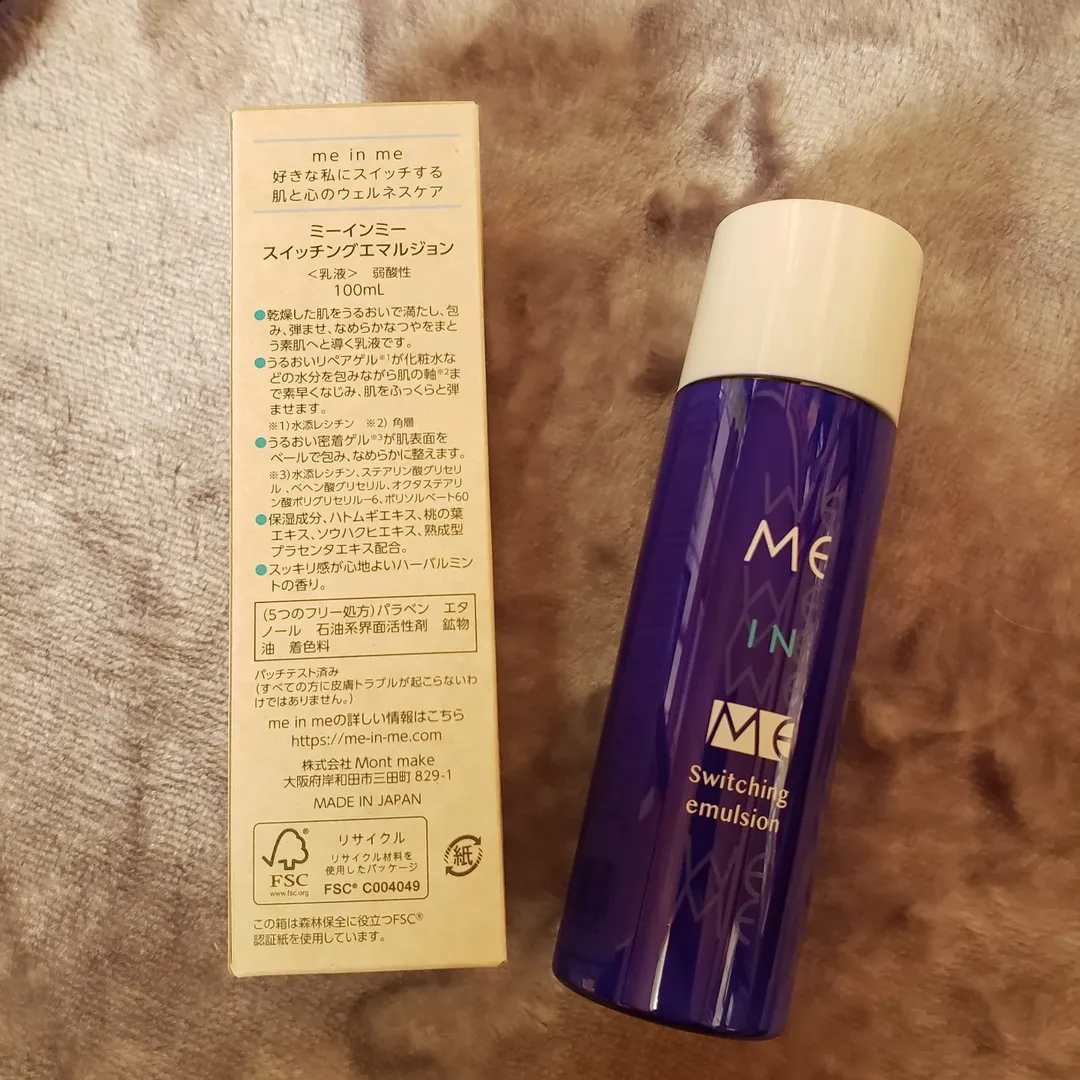 me in me
好きな私にスイッチする
肌と心のウェルネスケア
ミーインミー
スイッチングエマルジョン
＜乳液＞　弱酸性
100mL
●乾燥した肌をうるおいで満たし、包
み、弾ませ、なめらかなつやをまと
う素肌へと導く乳液です。
●うるおいリペアゲル※1が化粧水な
どの水分を包みながら肌の軸※2ま
で素早くなじみ、肌をふっくらと弾
ませます。
※1）水添レシチン　※2）角層
●うるおい密着ゲル※3が肌表面を
ベールで包み、なめらかに整えます。
※3）水添レシチン、ステアリン酸グリセリ
ル、ベヘン酸グリセリル、オクタステアリ
ン酸ポリグリセリル－6、ポリソルベート60
●保湿成分、ハトムギエキス、桃の葉
エキス、ソウハクヒエキス、熟成型
プラセンタエキス配合。
●スッキリ感が心地よいハーバルミン
トの香り。
（5つのフリー処方）パラベン　エタ
ノール　石油系界面活性剤　鉱物
油　着色料
パッチテスト済み
（すべての方に皮膚トラブルが起こらないわ
けではありません。）
me in meの詳しい情報はこちら
https://me-in-me.com
株式会社 Mont make
大阪府岸和田市三田町 829-1
MADE IN JAPAN
FSC
www.fsc.org
リサイクル
リサイクル材料を
使用したパッケージ
FSC® C004049
紙
この箱は森林保全に役立つFSC®
認証紙を使用しています。
ME
IN
ME
Switching
emulsion